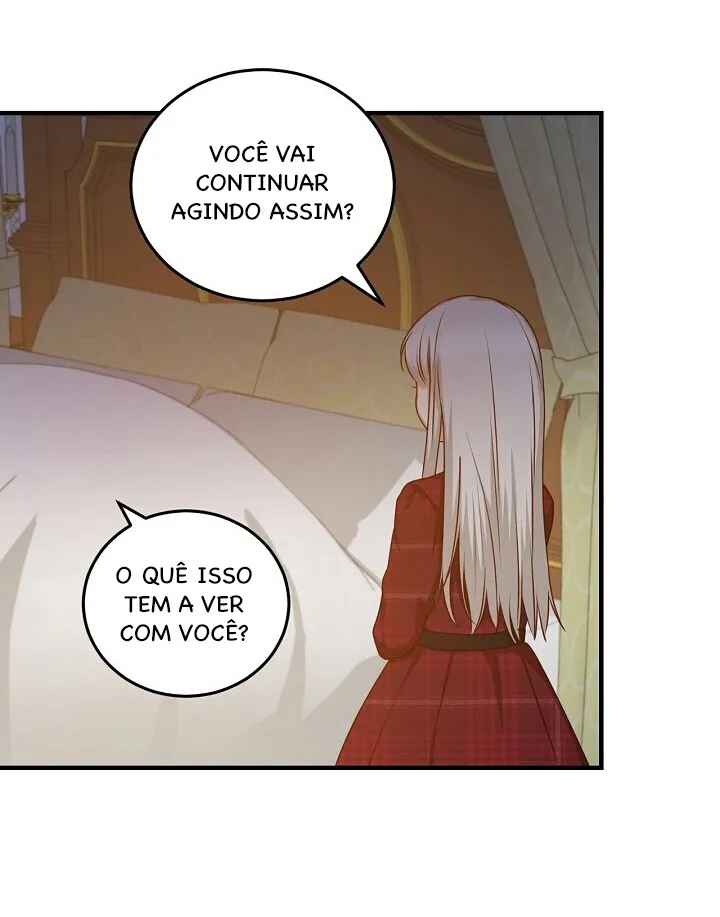 VOCÊ VAI
CONTINUAR
AGINDO ASSIM?
O QUÊ ISSO
TEM A VER
COM VOCÊ?